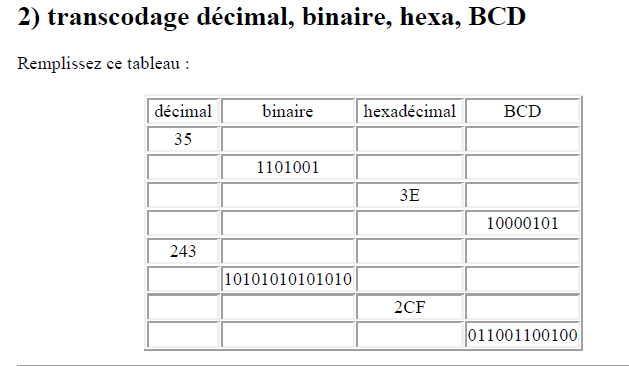 2) transcodage décimal, binaire, hexa, BCD
Remplissez ce tableau :
décimal binaire hexadécimal BCD
35
1101001
3E
10000101
243
10101010101010
2CF
011001100100